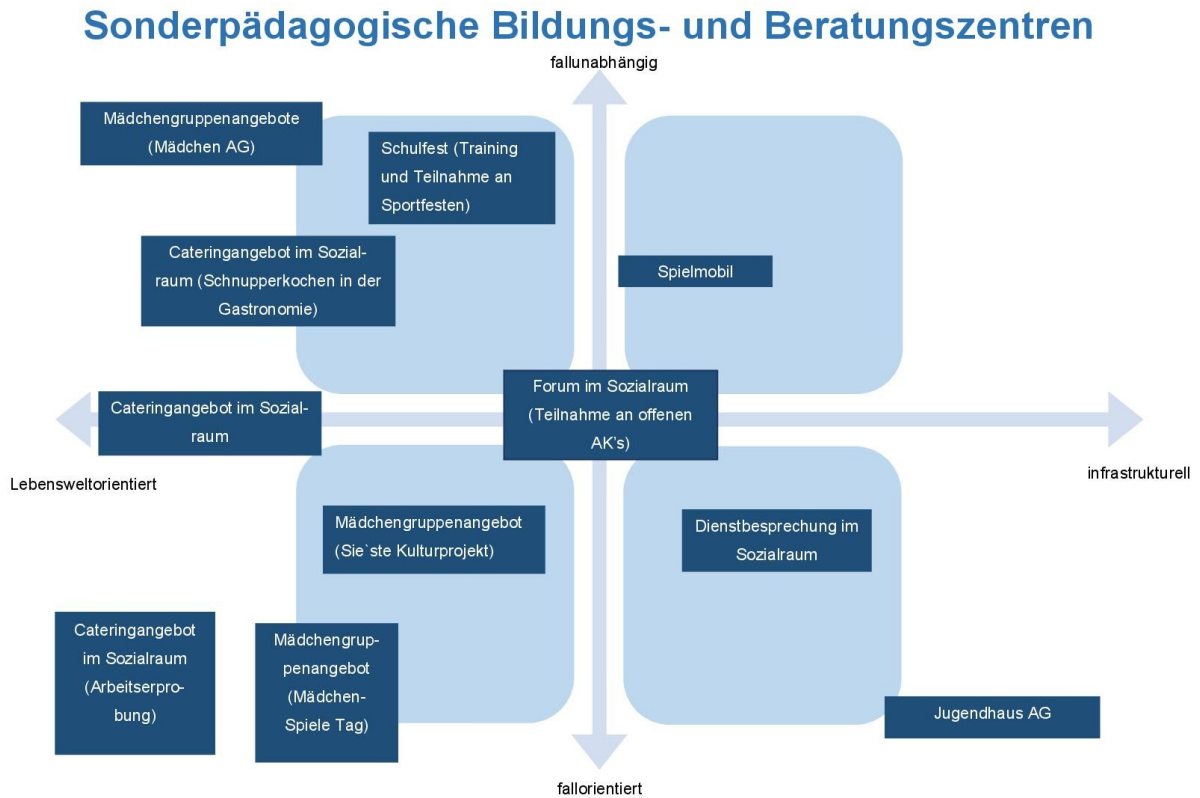 Sonderpädagogische Bildungs- und Beratungszentren
fallunabhängig
Mädchengruppenangebote
(Mädchen AG)
Schulfest (Training
und Teilnahme an
Sportfesten)
Cateringangebot im Sozial-
raum (Schnupperkochen in der
Gastronomie)
Spielmobil
Forum im Sozialraum
(Teilnahme an offenen
AK's)
Cateringangebot im Sozial-
raum
Lebensweltorientiert
infrastrukturell
Mädchengruppenangebot
(Sie`ste Kulturprojekt)
Dienstbesprechung im
Sozialraum
Cateringangebot
im Sozialraum
(Arbeitserpro-
bung)
Mädchengrup-
penangebot
(Mädchen-
Spiele Tag)
Jugendhaus AG
fallorientiert